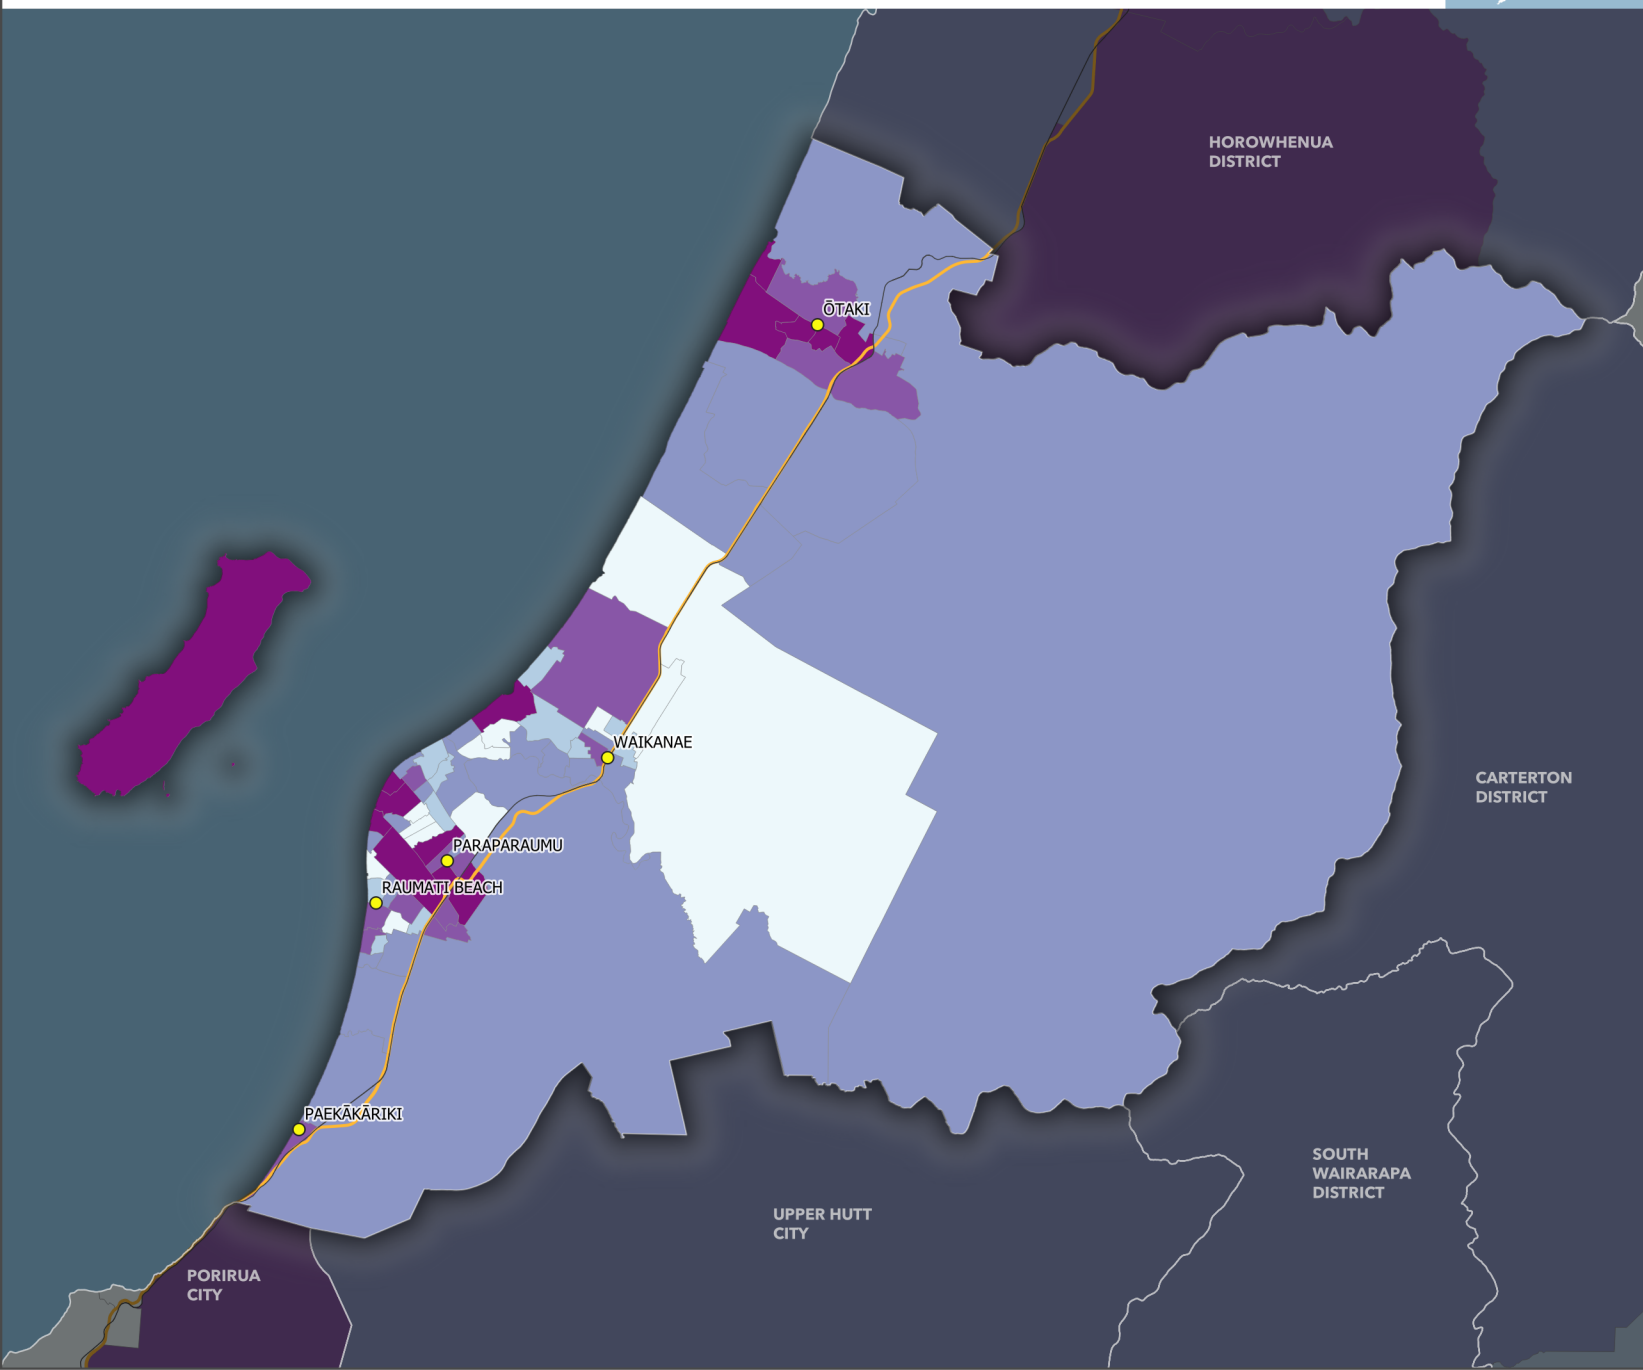 HOROWHENUA
DISTRICT
ŌTAKI
WAIKANAE
CARTERTON
DISTRICT
PARAPARAUMU
RAUMATI BEACH
PAEKĀKĀRIKI
SOUTH
WAIRARAPA
DISTRICT
UPPER HUTT
CITY
PORIRUA
CITY